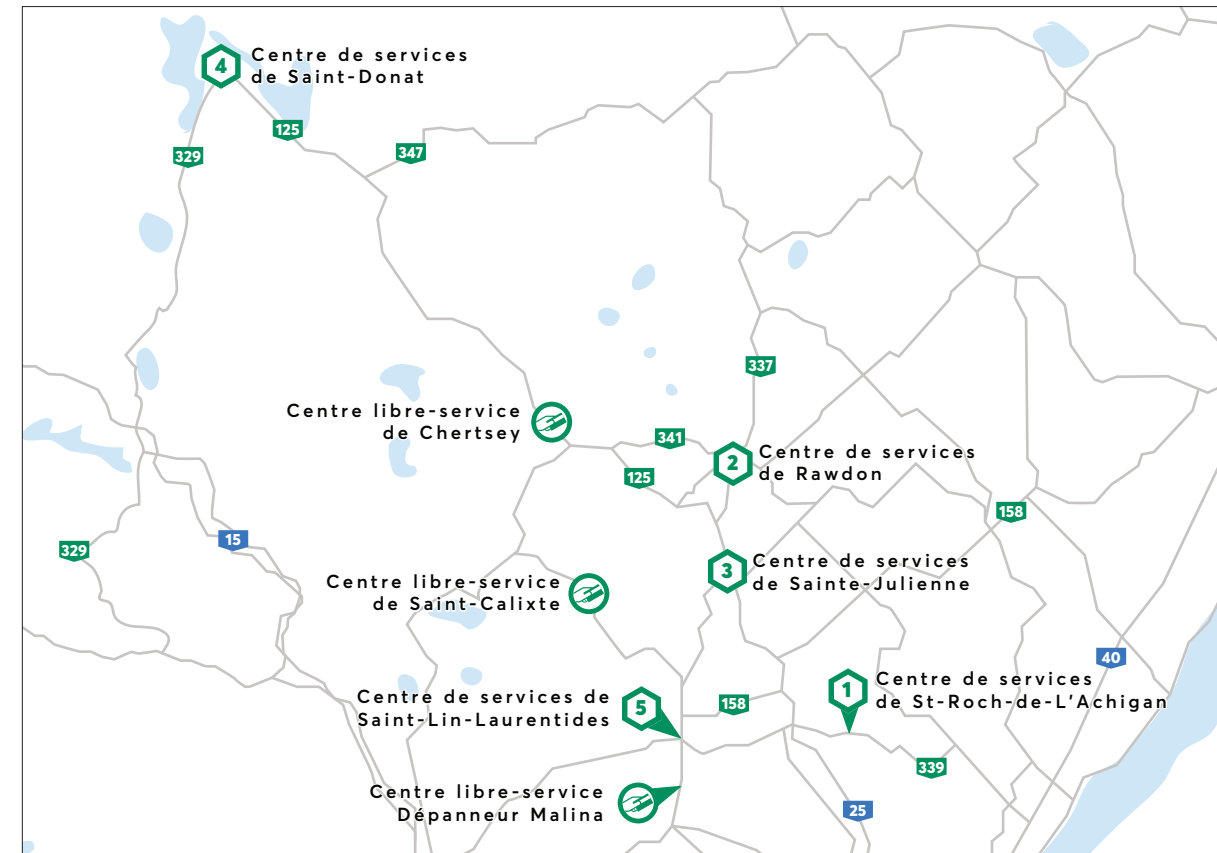 4
Centre de services
de Saint-Donat
125
347
329
337
Centre libre-service
de Chertsey
341
2
Centre de services
de Rawdon
125
158
15
329
3
Centre de services
de Sainte-Julienne
Centre libre-service
de Saint-Calixte
40
1
Centre de services
de St-Roch-de-L'Achigan
Centre de services de
Saint-Lin-Laurentides
5
158
339
Centre libre-service
Dépanneur Malina
25